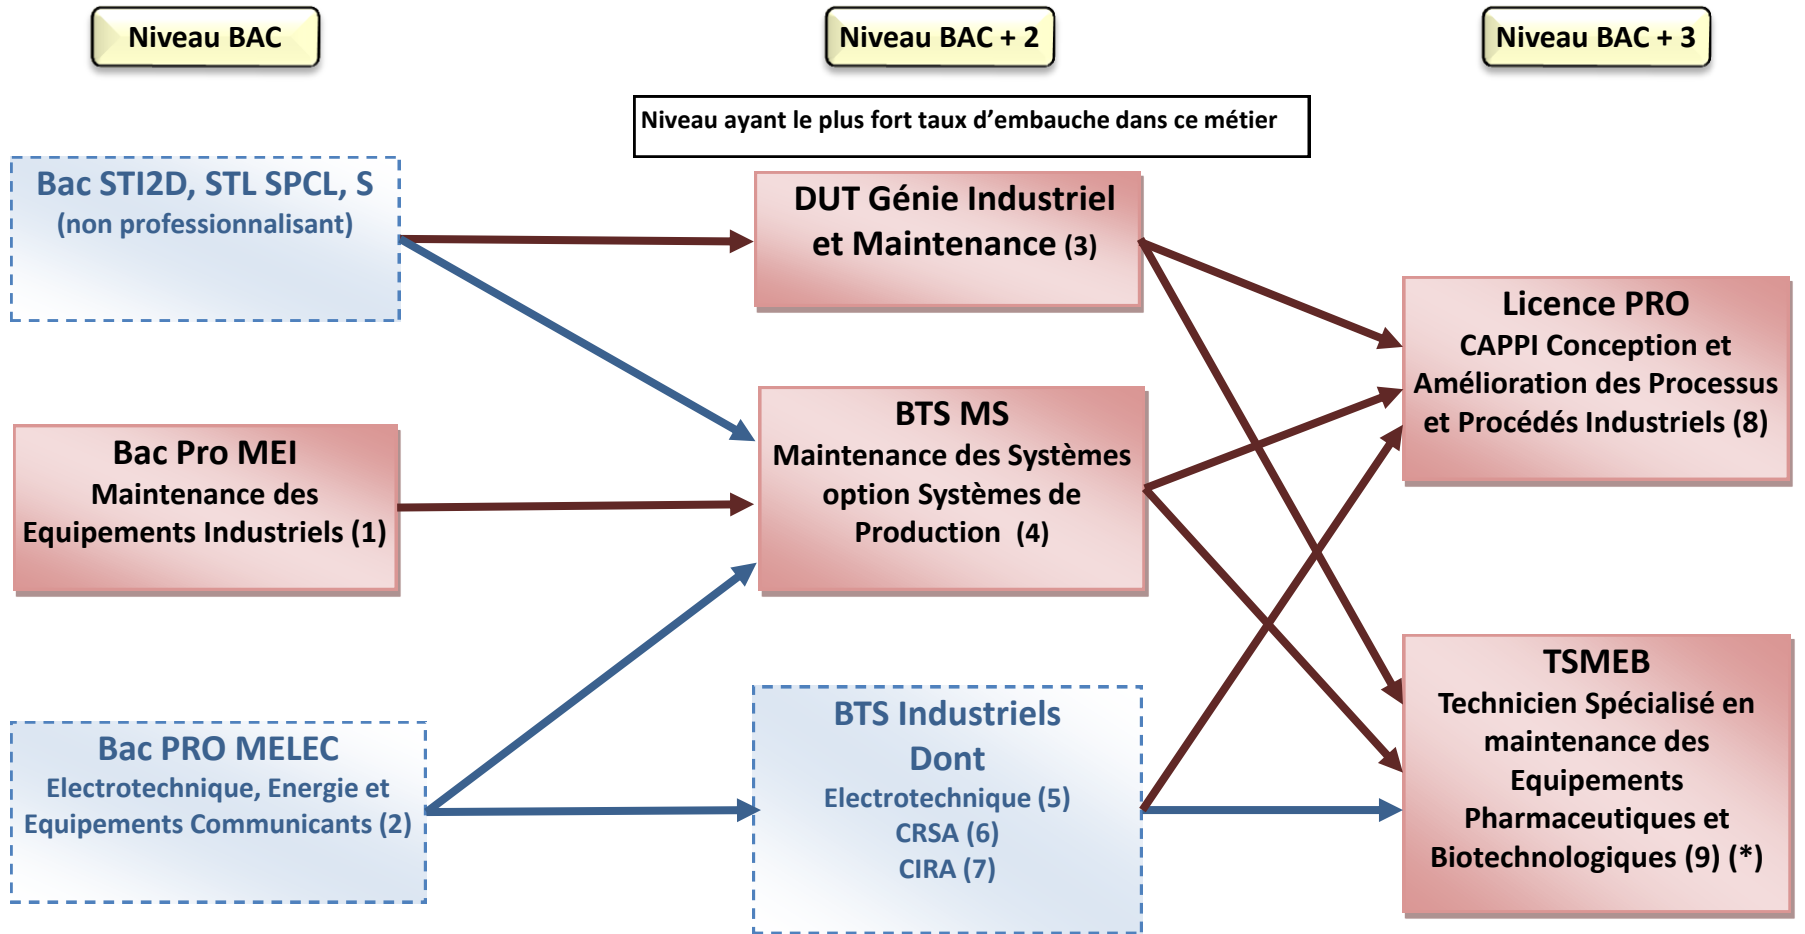 Niveau BAC
Niveau BAC + 2
Niveau BAC + 3
Niveau ayant le plus fort taux d’embauche dans ce métier
Bac STI2D, STL SPCL, S
(non professionnalisant)
DUT Génie Industriel
et Maintenance (3)
Licence PRO
CAPPI Conception et
Amélioration des Processus
et Procédés Industriels (8)
Bac Pro MEI
Maintenance des
Equipements Industriels (1)
BTS MS
Maintenance des Systèmes
option Systèmes de
Production (4)
Bac PRO MELEC
Electrotechnique, Energie et
Equipements Communicants (2)
BTS Industriels
Dont
Electrotechnique (5)
CRSA (6)
CIRA (7)
TSMEB
Technicien Spécialisé en
maintenance des
Equipements
Pharmaceutiques et
Biotechnologiques (9) (*)